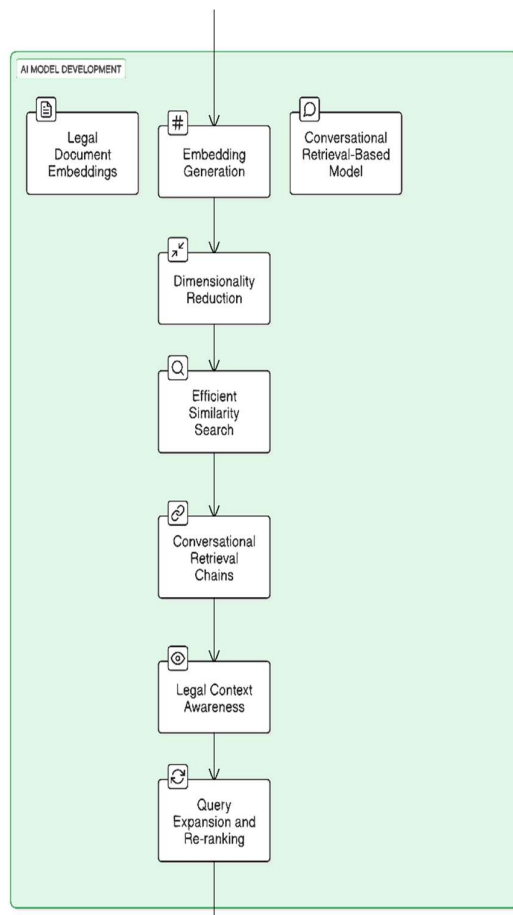 AI MODEL DEVELOPMENT
Legal
Document
Embeddings
Embedding
Generation
Conversational
Retrieval-Based
Model
Dimensionality
Reduction
Efficient
Similarity
Search
Conversational
Retrieval
Chains
Legal Context
Awareness
Query
Expansion and
Re-ranking